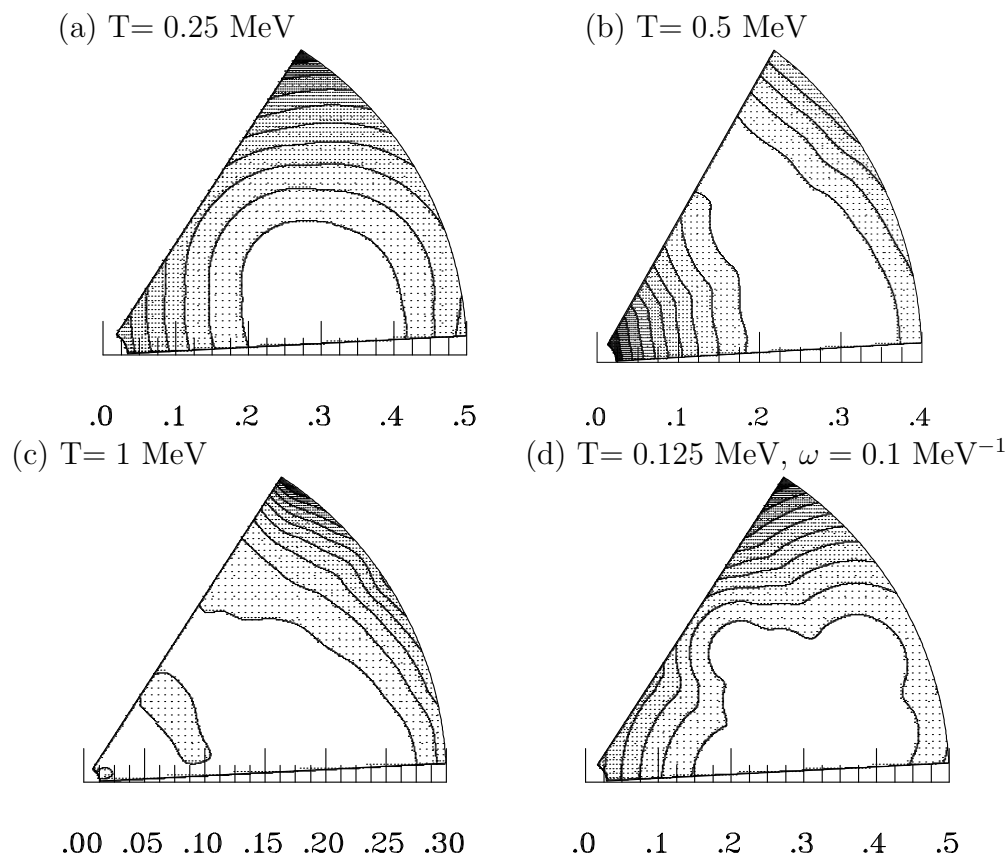 (a) T= 0.25 MeV
(b) T= 0.5 MeV
.0 .1 .2 .3 .4 .5
.0 .1 .2 .3 .4
(c) T= 1 MeV
(d) T= 0.125 MeV, ω = 0.1 MeV⁻¹
.00 .05 .10 .15 .20 .25 .30
.0 .1 .2 .3 .4 .5